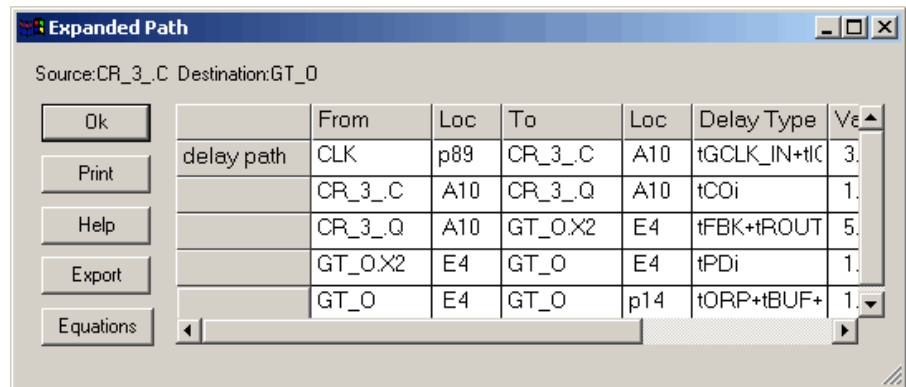 Expanded Path
Source:CR_3_.C Destination:GT_O
Ok
Print
Help
Export
Equations
From Loc To Loc Delay Type
delay path CLK p89 CR_3_.C A10 tGCLK_IN+tI 3.
CR_3_.C A10 CR_3_.Q A10 tCOi 1.
CR_3_.Q A10 GT_O.X2 E4 tFBK+tROUT 5.
GT_O.X2 E4 GT_O E4 tPDi 1.
GT_O E4 GT_O p14 tORP+tBUF+ 1.